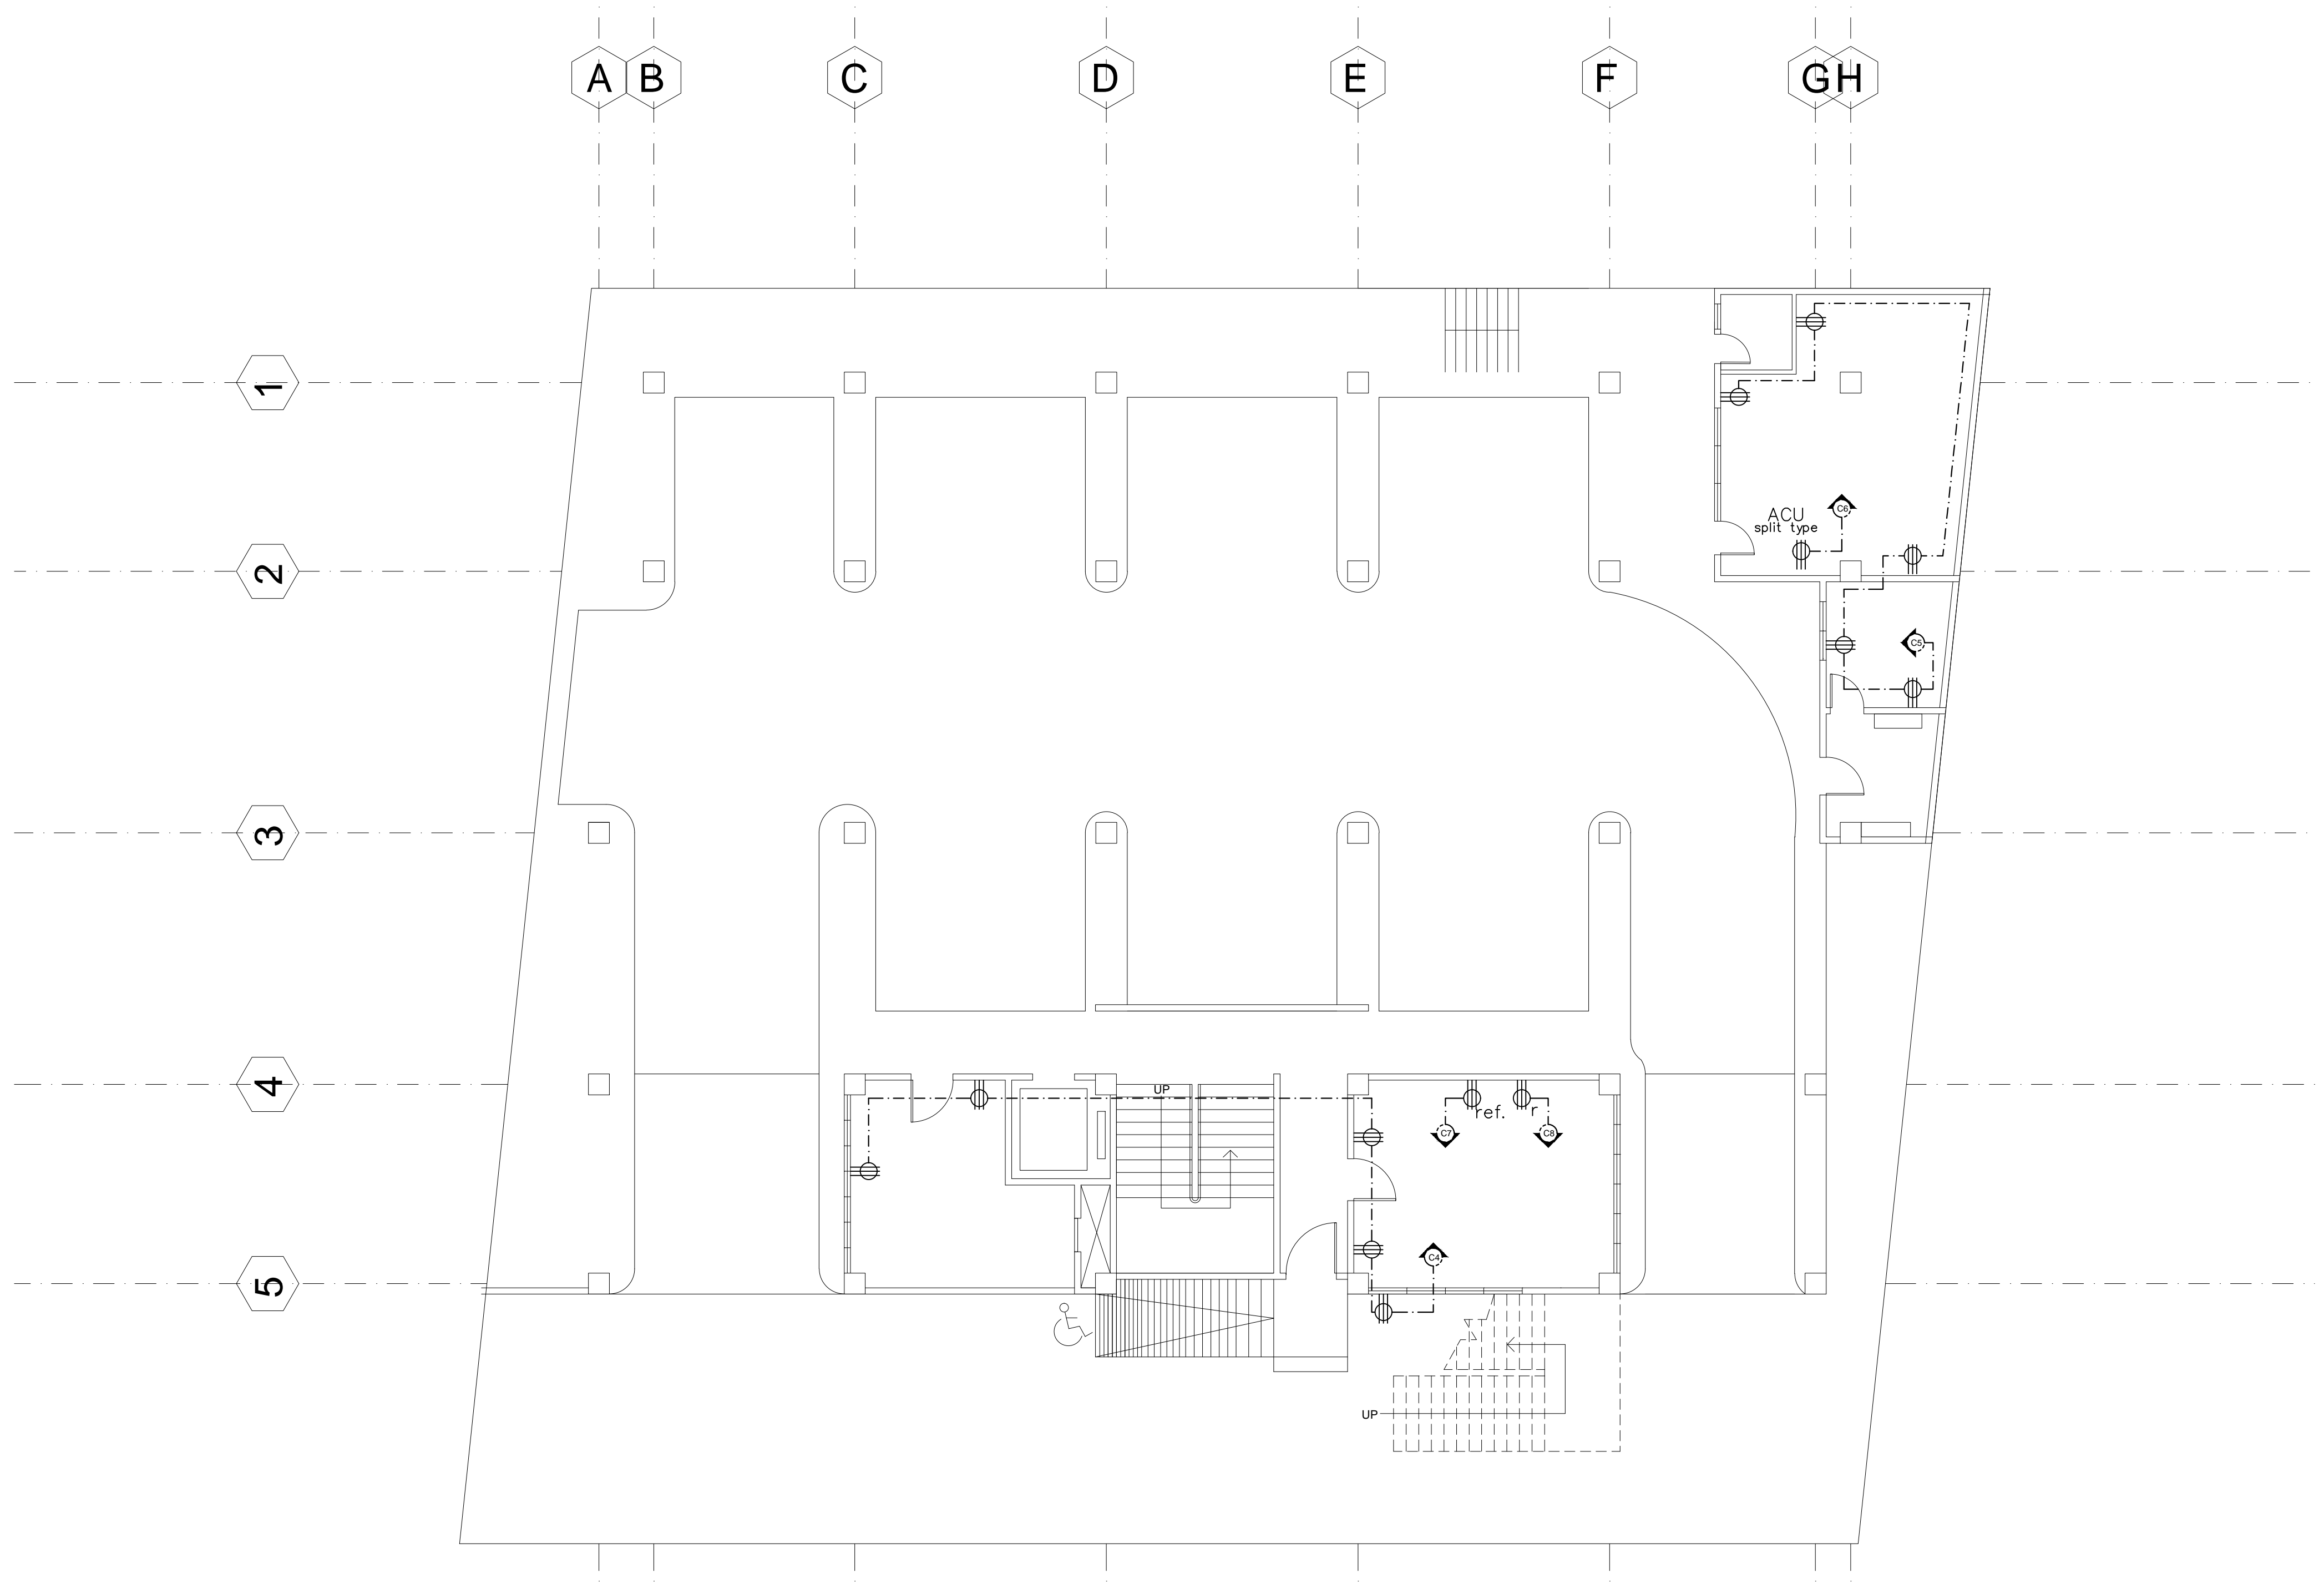 A B C D E F G H
1
C6
ACU
split type
2
C5
3
4
UP
ref. r
C7 C8
C4
5
UP